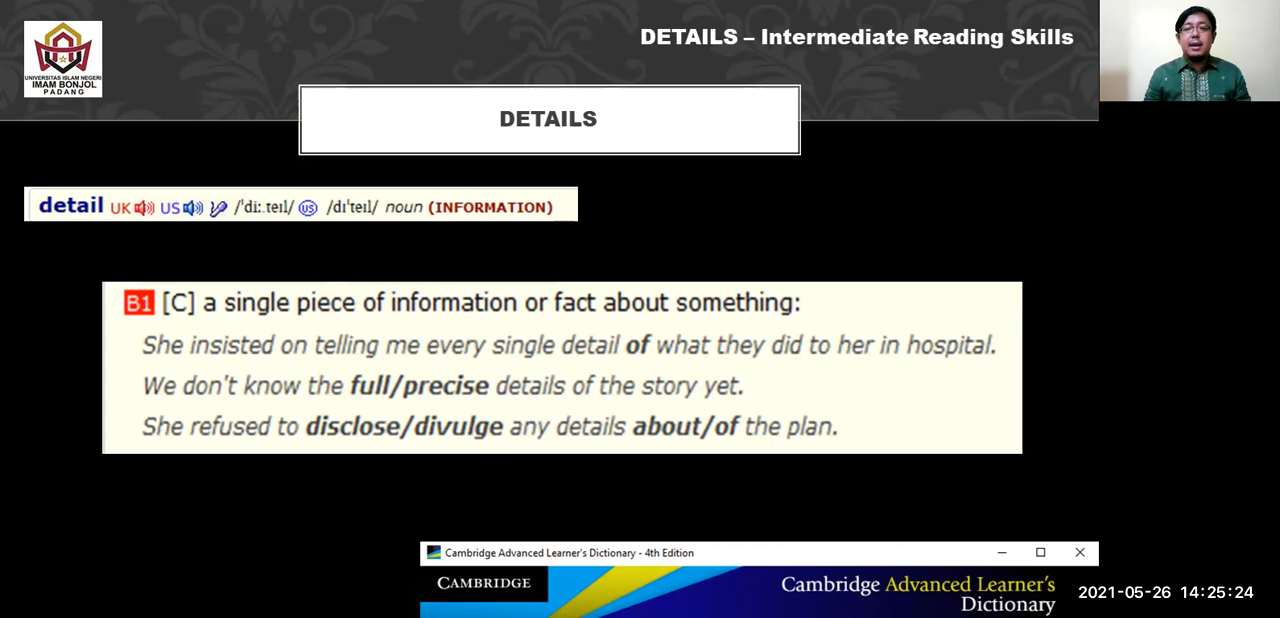 DETAILS – Intermediate Reading Skills
UNIVERSITAS ISLAM NEGERI
IMAM BONJOL
PADANG
DETAILS
detail UK US /ˈdiː.teɪl/ US /dɪˈteɪl/ noun (INFORMATION)
B1 [C] a single piece of information or fact about something:
She insisted on telling me every single detail of what they did to her in hospital.
We don't know the full/precise details of the story yet.
She refused to disclose/divulge any details about/of the plan.
Cambridge Advanced Learner's Dictionary - 4th Edition
CAMBRIDGE
Cambridge Advanced Learner's
Dictionary
2021-05-26 14:25:24